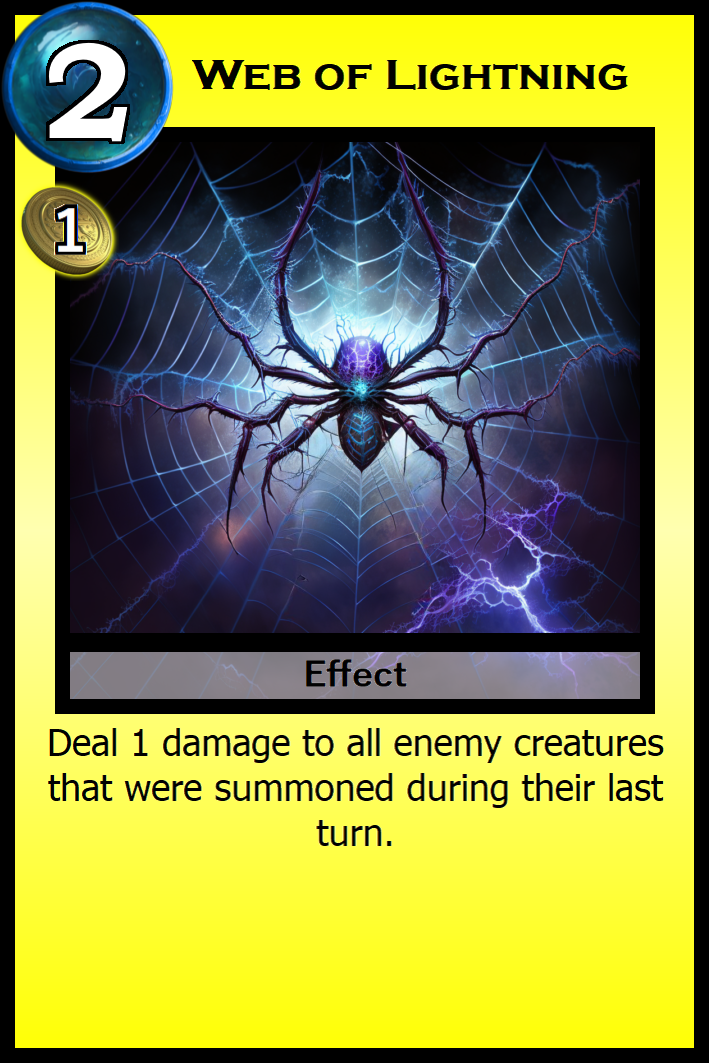 2
Web of Lightning
1
Effect
Deal 1 damage to all enemy creatures
that were summoned during their last
turn.